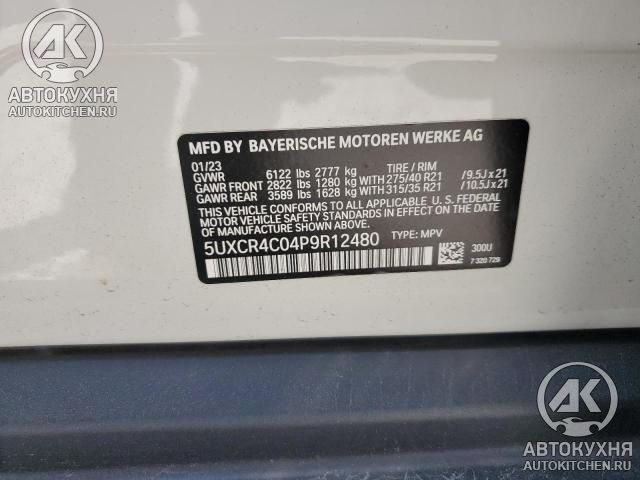 АК
АВТОКУХНЯ
AUTOKITCHEN.RU
MFD BY BAYERISCHE MOTOREN WERKE AG
01/23
GVWR 6122 lbs 2777 kg TIRE / RIM
GAWR FRONT 2822 lbs 1280 kg WITH 275/40 R21 / 9.5J x 21
GAWR REAR 3589 lbs 1628 kg WITH 315/35 R21 / 10.5J x 21
THIS VEHICLE CONFORMS TO ALL APPLICABLE U.S. FEDERAL
MOTOR VEHICLE SAFETY STANDARDS IN EFFECT ON THE DATE
OF MANUFACTURE SHOWN ABOVE.
5UXCR4C04P9R12480 TYPE: MPV
300U
7 320 729
АК
АВТОКУХНЯ
AUTOKITCHEN.RU